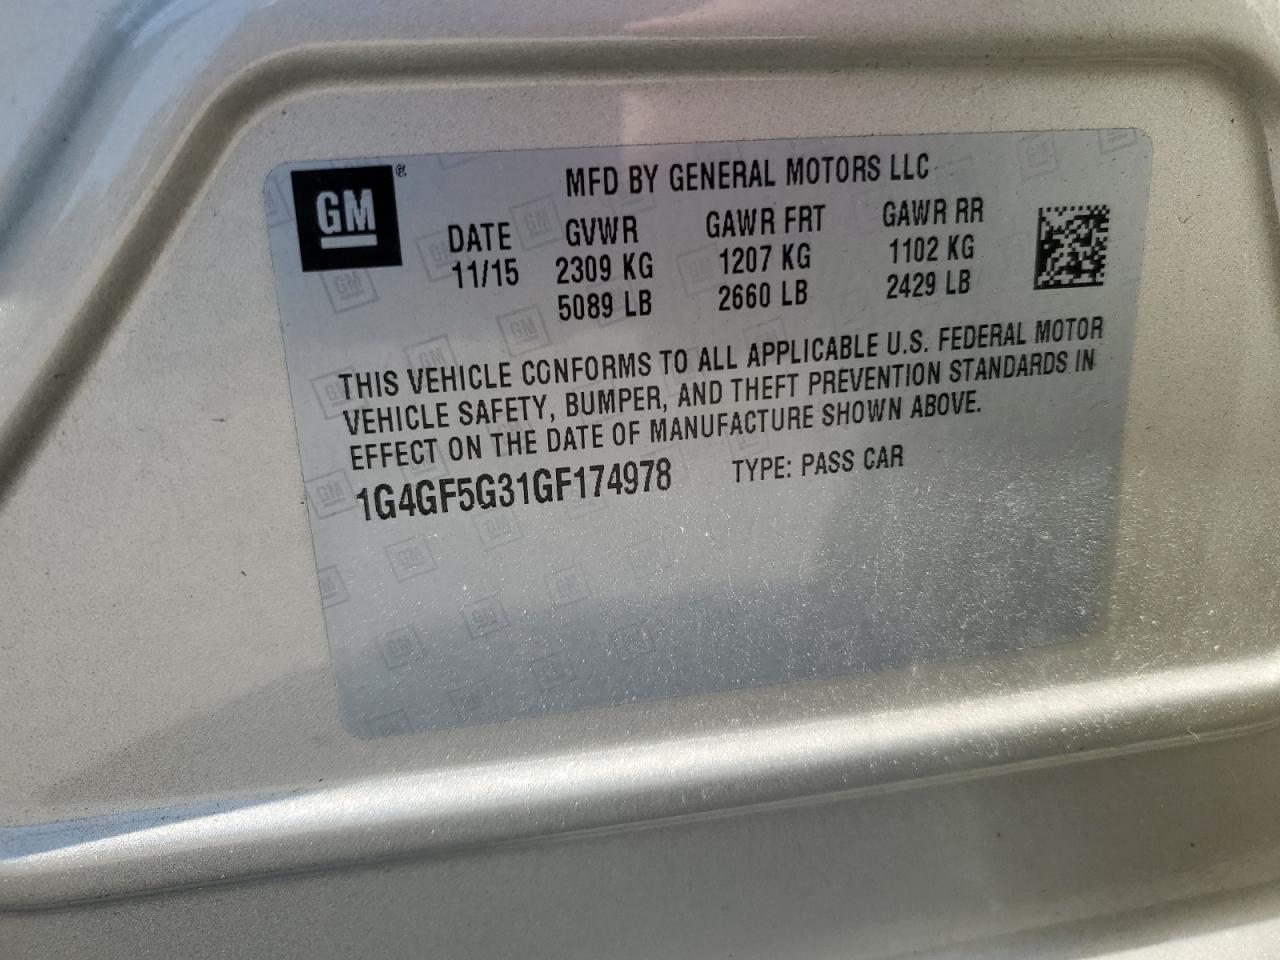 GM
MFD BY GENERAL MOTORS LLC
DATE GVWR GAWR FRT GAWR RR
11/15 2309 KG 1207 KG 1102 KG
5089 LB 2660 LB 2429 LB
THIS VEHICLE CONFORMS TO ALL APPLICABLE U.S. FEDERAL MOTOR
VEHICLE SAFETY, BUMPER, AND THEFT PREVENTION STANDARDS IN
EFFECT ON THE DATE OF MANUFACTURE SHOWN ABOVE.
1G4GF5G31GF174978 TYPE: PASS CAR